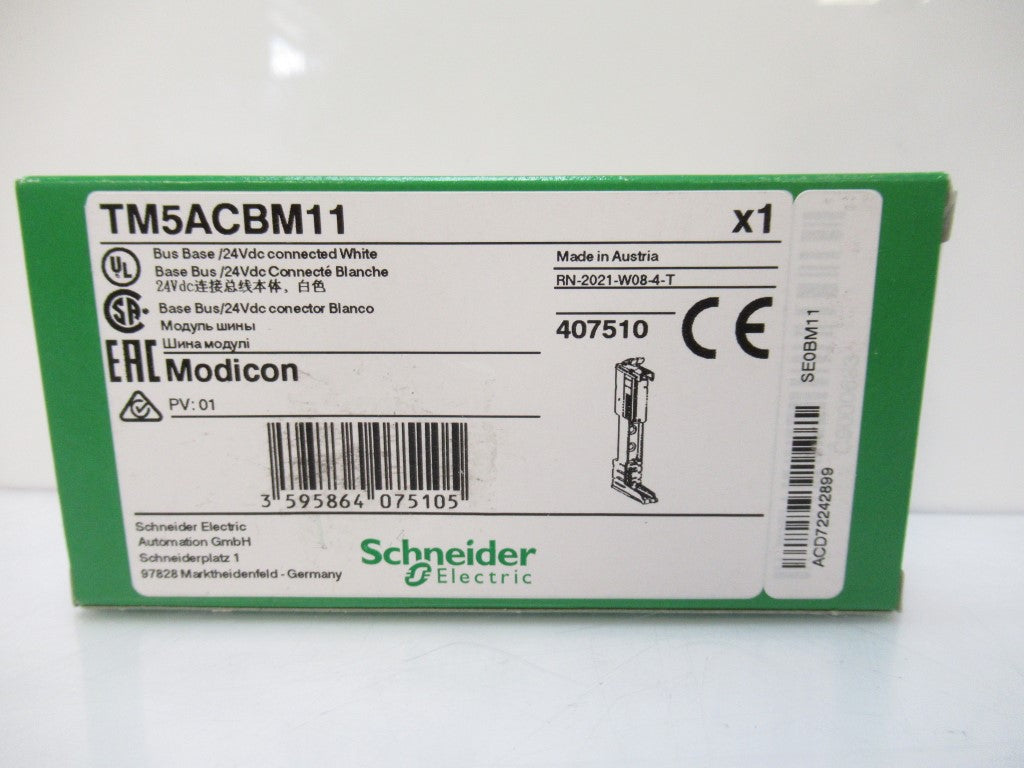 TM5ACBM11 x1
Bus Base /24Vdc connected White
Base Bus /24Vdc Connecté Blanche
24Vdc连接总线本体，白色
Base Bus/24Vdc conector Blanco
Модуль шины
Шина модулі
UL
SA
EAC
Modicon
PV: 01
Made in Austria
RN-2021-W08-4-T
407510 CE
3 595864 075105
Schneider Electric
Automation GmbH
Schneiderplatz 1
97828 Marktheidenfeld - Germany
Schneider
Electric
SE0BM11
ACD72242899